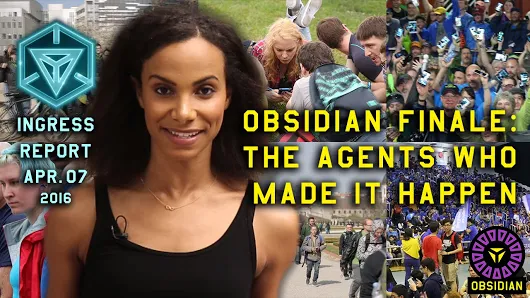 INGRESS
REPORT
APR. 07
2016
OBSIDIAN FINALE:
THE AGENTS WHO
MADE IT HAPPEN
OBSIDIAN